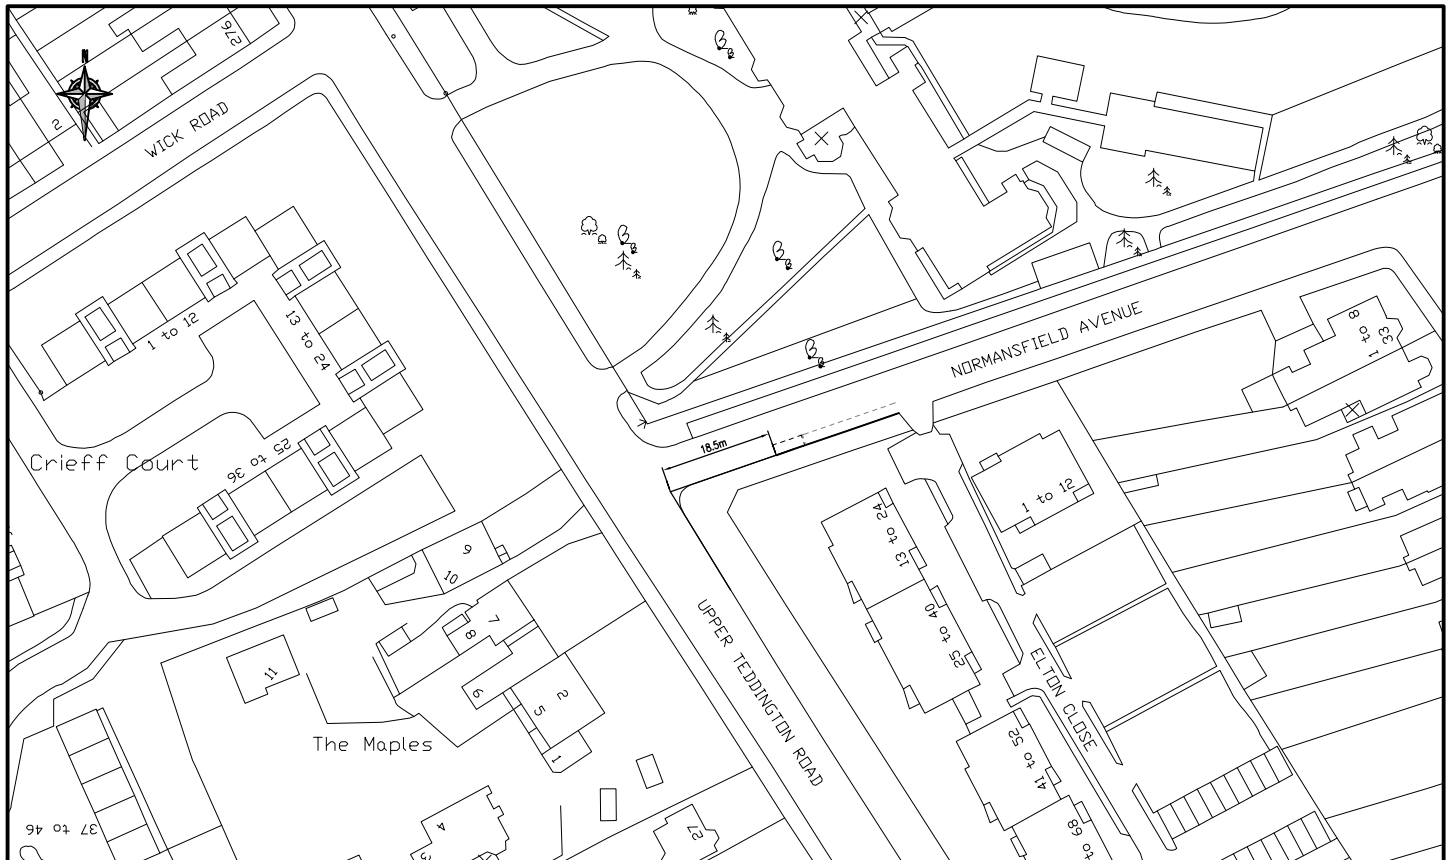 276
N
2
WICK ROAD
1 to 12
13 to 24
NORMANSFIELD AVENUE
1 to 8
33
18.5m
25 to 36
Crieff Court
1 to 12
13 to 24
9
10
7
8
25 to 40
UPPER TEDDINGTON ROAD
ELTON CLOSE
11
6
2
5
The Maples
1
41 to 52
37 to 46
4
27
68